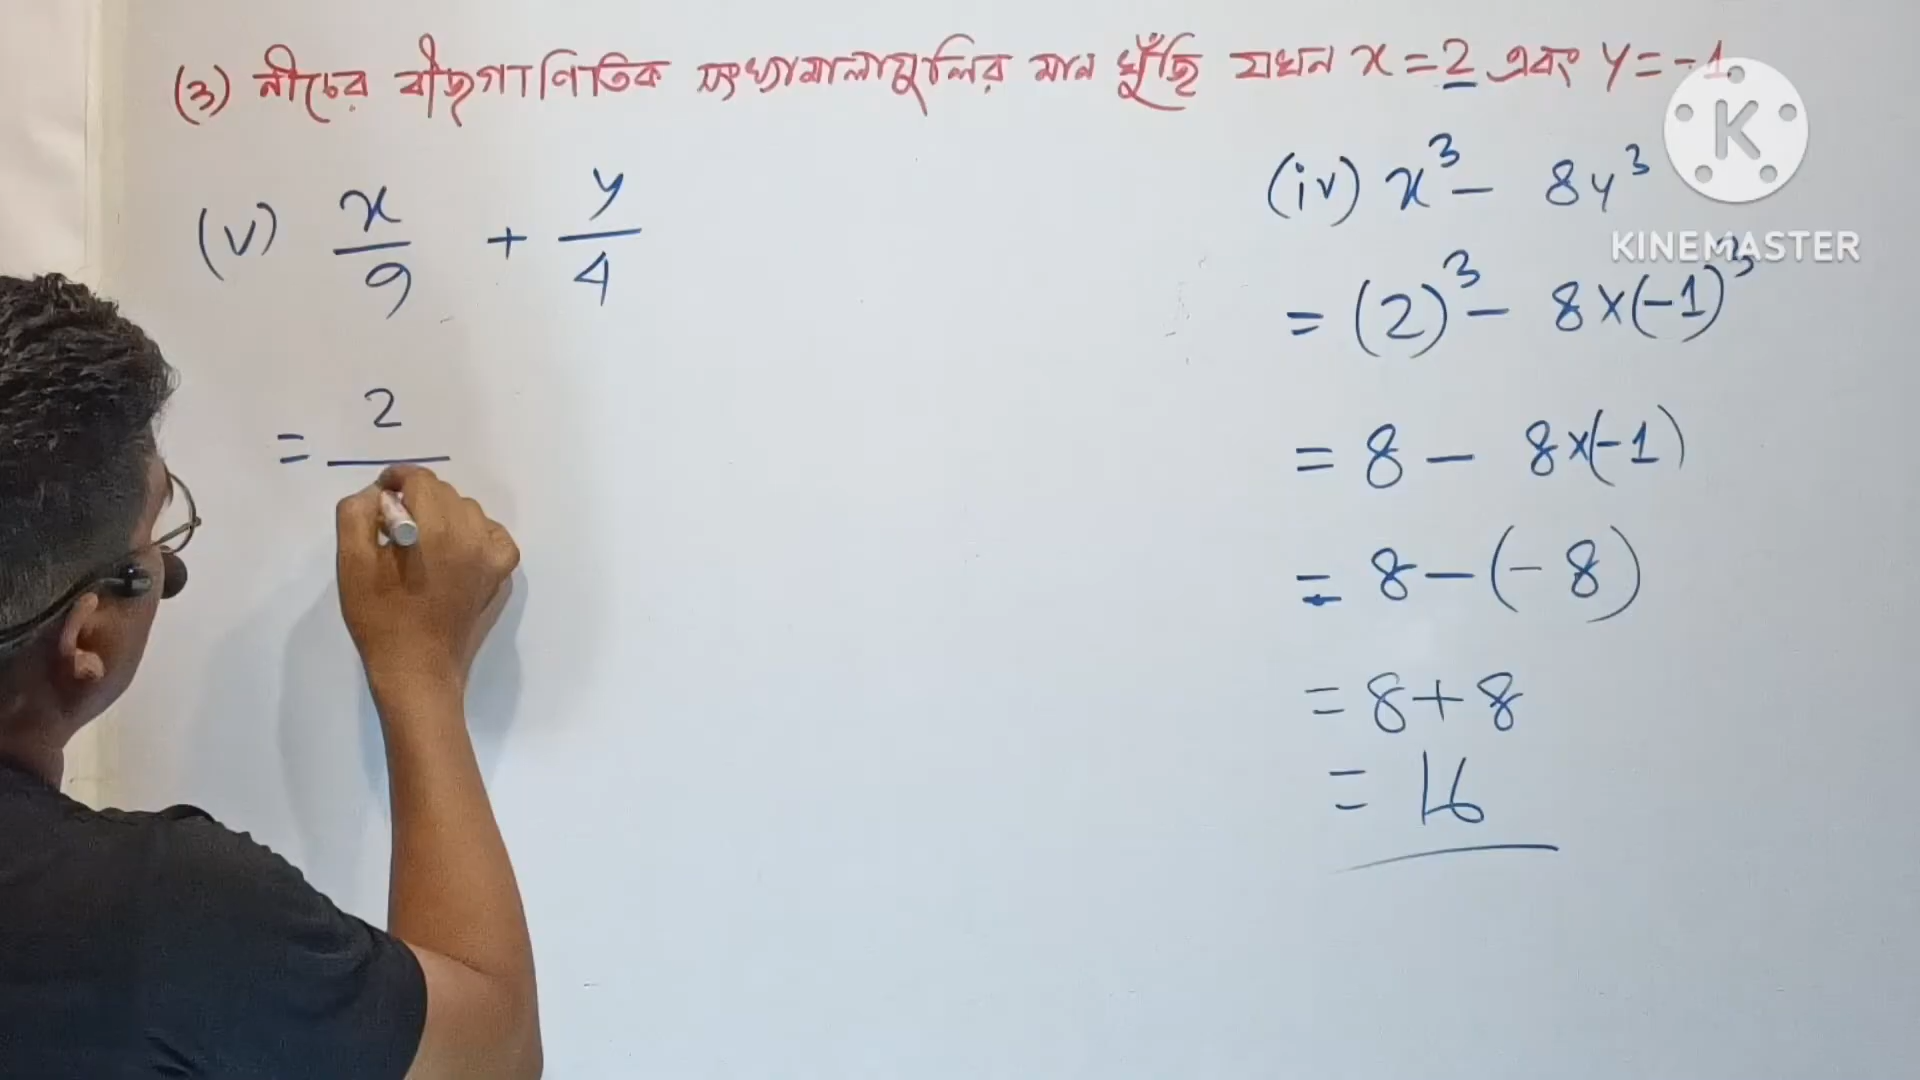 (3) নীচের বীজগাণিতিক সংখ্যামালাগুলির মান খুঁজি যখন x = 2 এবং y = -1.
(v) x/9 + y/4
= 2
(iv) x³ - 8y³
= (2)³ - 8×(-1)³
= 8 - 8×(-1)
= 8 - (-8)
= 8 + 8
= 16
K
KINEMASTER